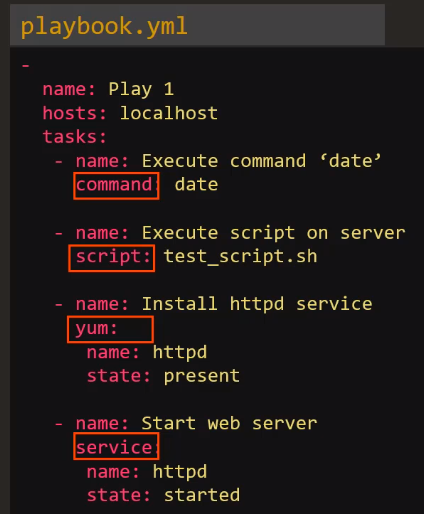 playbook.yml
-
name: Play 1
hosts: localhost
tasks:
- name: Execute command ‘date’
command: date
- name: Execute script on server
script: test_script.sh
- name: Install httpd service
yum:
name: httpd
state: present
- name: Start web server
service:
name: httpd
state: started